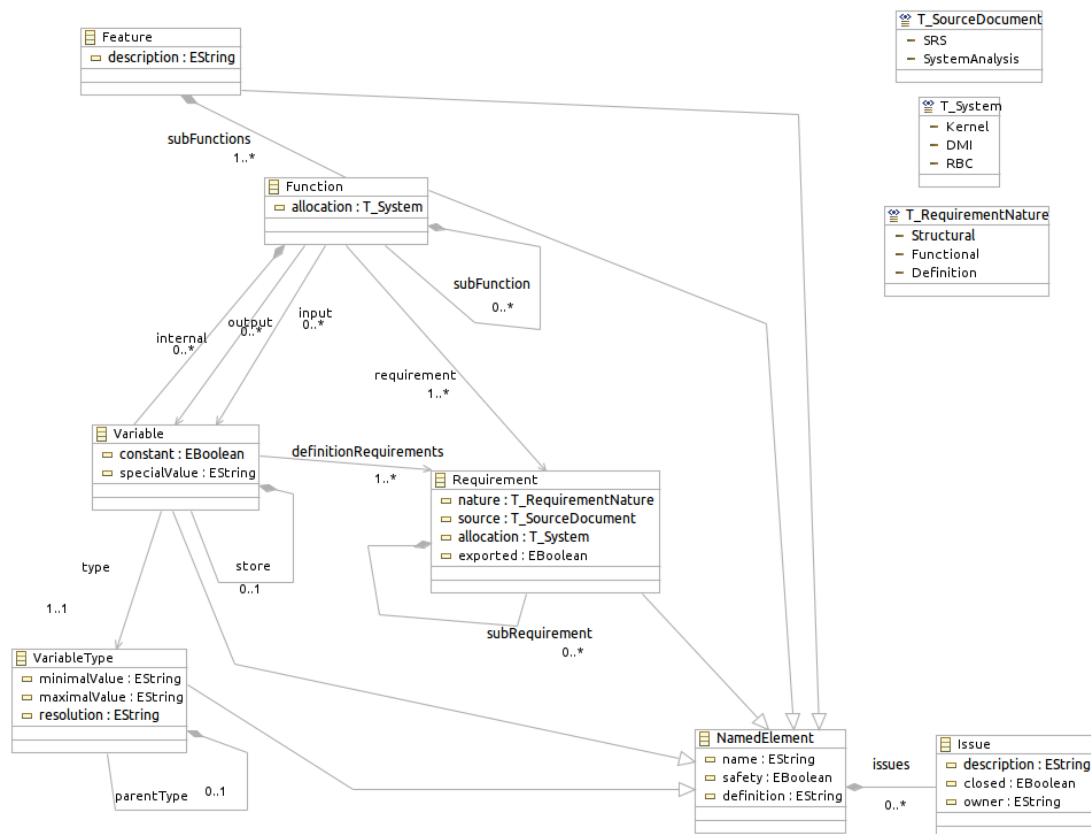 Feature
description : EString
T_SourceDocument
SRS
SystemAnalysis
T_System
Kernel
DMI
RBC
subFunctions
1..*
Function
allocation : T_System
T_RequirementNature
Structural
Functional
Definition
subFunction
0..*
internal
0..*
output
0..*
input
0..*
requirement
1..*
Variable
constant : EBoolean
specialValue : EString
definitionRequirements
1..*
Requirement
nature : T_RequirementNature
source : T_SourceDocument
allocation : T_System
exported : EBoolean
type
1..1
store
0..1
subRequirement
0..*
VariableType
minimalValue : EString
maximalValue : EString
resolution : EString
parentType
0..1
NamedElement
name : EString
safety : EBoolean
definition : EString
issues
0..*
Issue
description : EString
closed : EBoolean
owner : EString